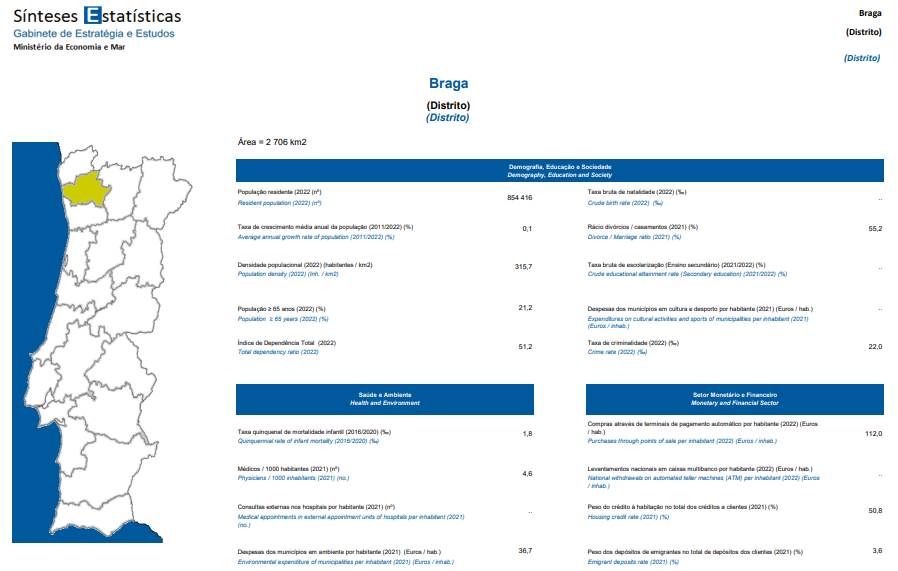 Sínteses Estatísticas
Gabinete de Estratégia e Estudos
Ministério da Economia e Mar
Braga
(Distrito)
(Distrito)
Braga
(Distrito)
(Distrito)
Área = 2 706 km2
Demografia, Educação e Sociedade
Demography, Education and Society
População residente (2022) (nº)
Resident population (2022) (nº)
854 416
Taxa de crescimento média anual da população (2011/2022) (%)
Average annual growth rate of population (2011/2022) (%)
0,1
Densidade populacional (2022) (habitantes / km2)
Population density (2022) (Inh. / km2)
315,7
População ≥ 65 anos (2022) (%)
Population ≥ 65 years (2022) (%)
21,2
Índice de Dependência Total (2022)
Total dependency ratio (2022)
51,2
Taxa bruta de natalidade (2022) (‰)
Crude birth rate (2022) (‰)
..
Rácio divórcios / casamentos (2021) (%)
Divorce / Marriage ratio (2021) (%)
55,2
Taxa bruta de escolarização (Ensino secundário) (2021/2022) (%)
Crude educational attainment rate (Secondary education) (2021/2022) (%)
..
Despesas dos municípios em cultura e desporto por habitante (2021) (Euros / hab.)
Expenditures on cultural activities and sports of municipalities per inhabitant (2021)
(Euros / inhab.)
..
Taxa de criminalidade (2022) (‰)
Crime rate (2022) (‰)
22,0
Saúde e Ambiente
Health and Environment
Taxa quinquenal de mortalidade infantil (2016/2020) (‰)
Quinquennial rate of infant mortality (2016/2020) (‰)
1,8
Médicos / 1000 habitantes (2021) (nº)
Physicians / 1000 inhabitants (2021) (no.)
4,6
Consultas externas nos hospitais por habitante (2021) (nº)
Medical appointments in external appointment units of hospitals per inhabitant (2021)
(no.)
..
Despesas dos municípios em ambiente por habitante (2021) (Euros / hab.)
Environmental expenditure of municipalities per inhabitant (2021) (Euros / inhab.)
36,7
Setor Monetário e Financeiro
Monetary and Financial Sector
Compras através de terminais de pagamento automático por habitante (2022) (Euros
/ hab.)
Purchases through points of sale per inhabitant (2022) (Euros / inhab.)
112,0
Levantamentos nacionais em caixas multibanco por habitante (2022) (Euros / hab.)
National withdrawals on automated teller machines (ATM) per inhabitant (2022) (Euros
/ inhab.)
..
Peso do crédito à habitação no total dos créditos a clientes (2021) (%)
Housing credit rate (2021) (%)
50,8
Peso dos depósitos de emigrantes no total de depósitos dos clientes (2021) (%)
Emigrant deposits rate (2021) (%)
3,6